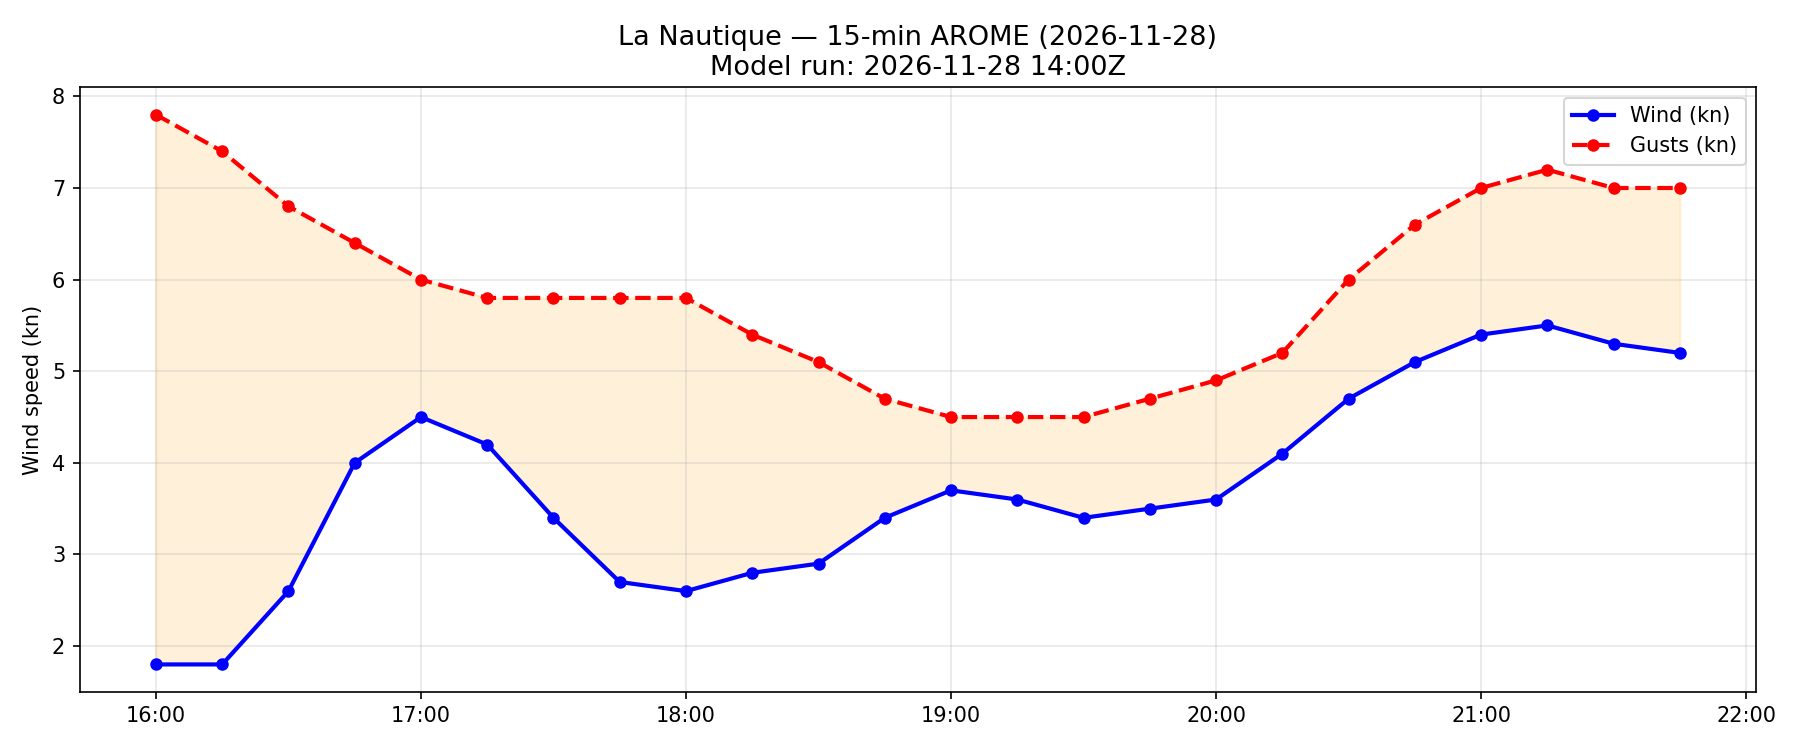 La Nautique — 15-min AROME (2026-11-28)
Model run: 2026-11-28 14:00Z
Wind (kn)
Gusts (kn)
Wind speed (kn)
8
7
6
5
4
3
2
16:00
17:00
18:00
19:00
20:00
21:00
22:00